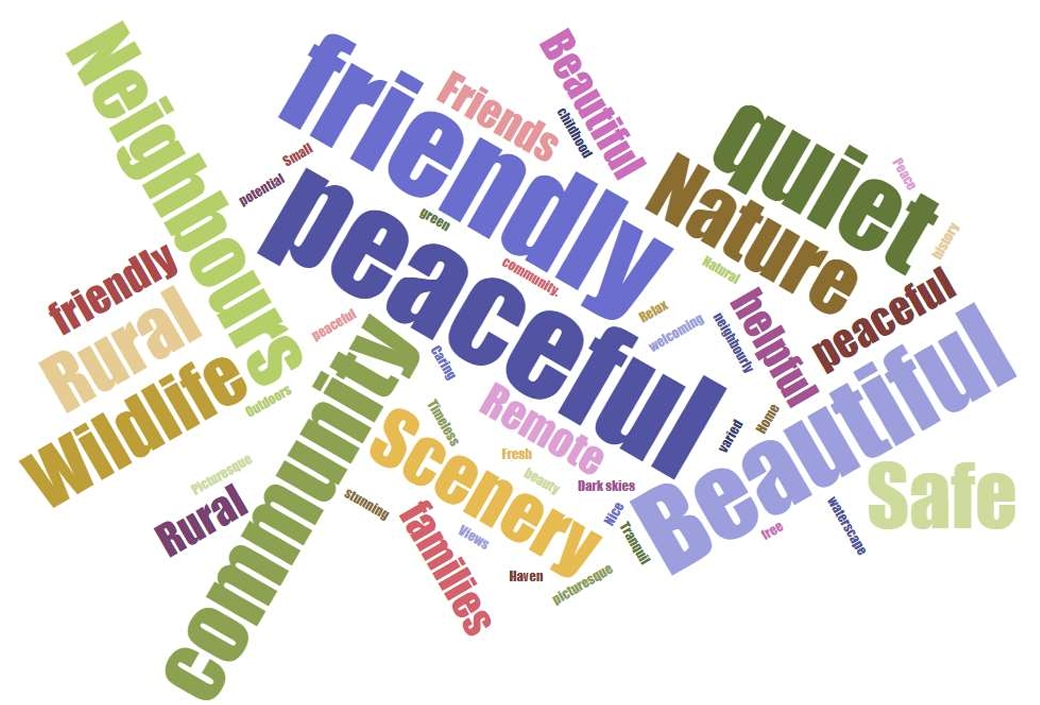 Neighbours
friendly
Friends
Beautiful
childhood
quiet
Peace
history
Small
potential
peaceful
green
community.
Nature
Natural
Relax
welcoming
neighbourly
helpful
peaceful
friendly
Rural
Wildlife
Outdoors
peaceful
Caring
community
Timeless
Scenery
Remote
Fresh
beauty
Dark skies
varied
Home
Beautiful
Safe
Picturesque
Rural
stunning
families
Views
Haven
picturesque
Nice
Tranquil
free
waterscape